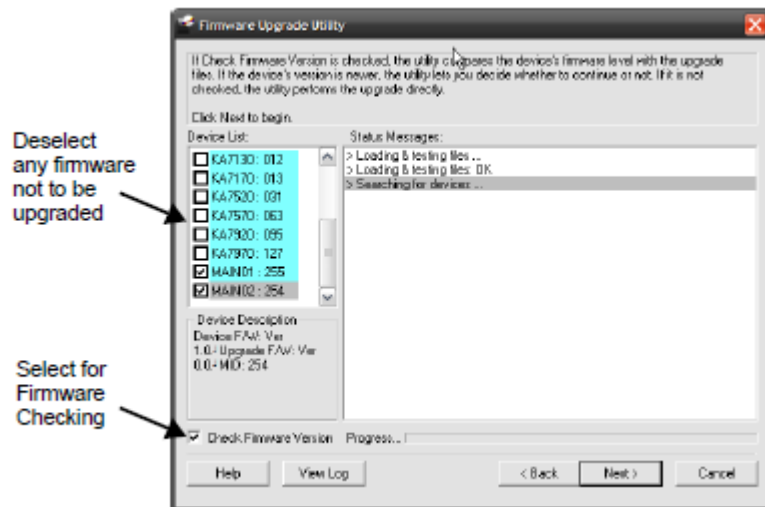 Firmware Upgrade Utility
If Check Firmware Version is checked, the utility compares the device's firmware level with the upgrade
files. If the device's version is newer, the utility lets you decide whether to continue or not. If it is not
checked, the utility performs the upgrade directly.
Click Next to begin.
Deselect
any firmware
not to be
upgraded
Device List:
KA7130: 012
KA7170: 013
KA7520: 031
KA7570: 063
KA7920: 095
KA7970: 127
MAIN01 : 255
MAIN02 : 254
Status Messages:
> Loading & testing files ...
> Loading & testing files: OK
> Searching for devices ...
Device Description
Device F/W: Ver
1.0.- Upgrade F/W: Ver
0.0.- MID: 254
Select for
Firmware
Checking
Check Firmware Version Progress...
Help View Log < Back Next > Cancel